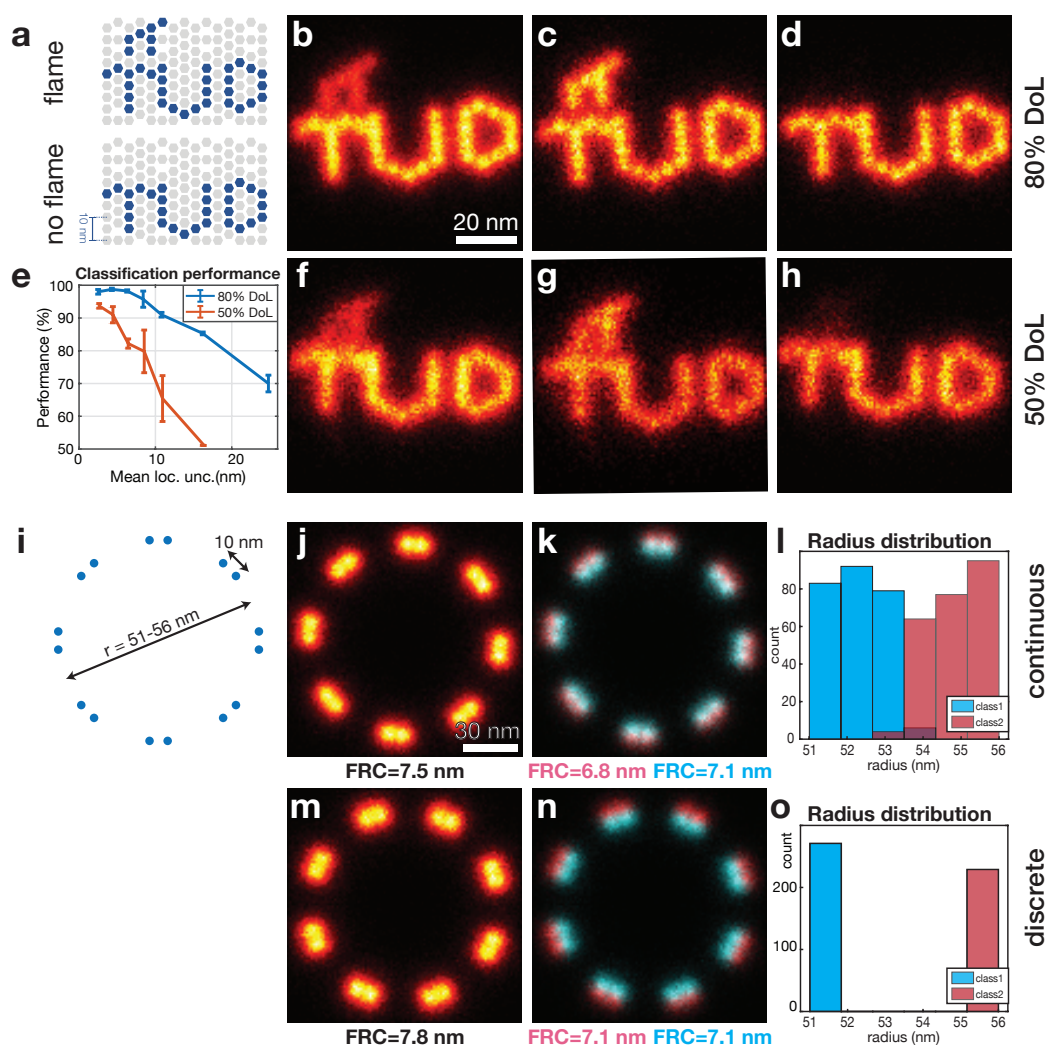 a
flame
no flame
10 nm
b
20 nm
c
d
80% DoL
e
Classification performance
Performance (%)
100
90
80
70
60
50
0
10
20
Mean loc. unc.(nm)
80% DoL
50% DoL
f
g
h
50% DoL
i
10 nm
r = 51-56 nm
j
30 nm
FRC=7.5 nm
k
FRC=6.8 nm FRC=7.1 nm
l
Radius distribution
count
80
60
40
20
0
51 52 53 54 55 56
radius (nm)
class1
class2
continuous
m
FRC=7.8 nm
n
FRC=7.1 nm FRC=7.1 nm
o
Radius distribution
count
200
100
0
51 52 53 54 55 56
radius (nm)
class1
class2
discrete